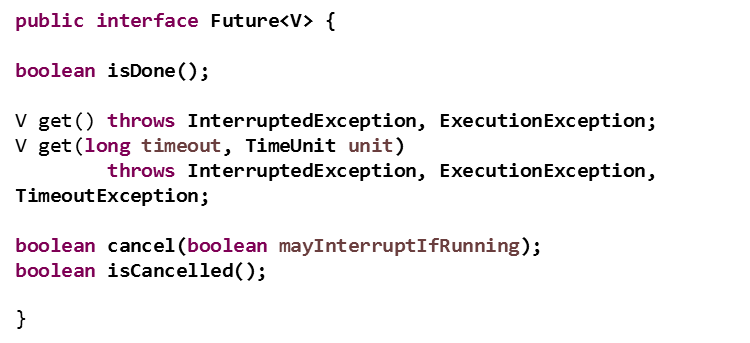 public interface Future<V> {
boolean isDone();
V get() throws InterruptedException, ExecutionException;
V get(long timeout, TimeUnit unit)
throws InterruptedException, ExecutionException,
TimeoutException;
boolean cancel(boolean mayInterruptIfRunning);
boolean isCancelled();
}